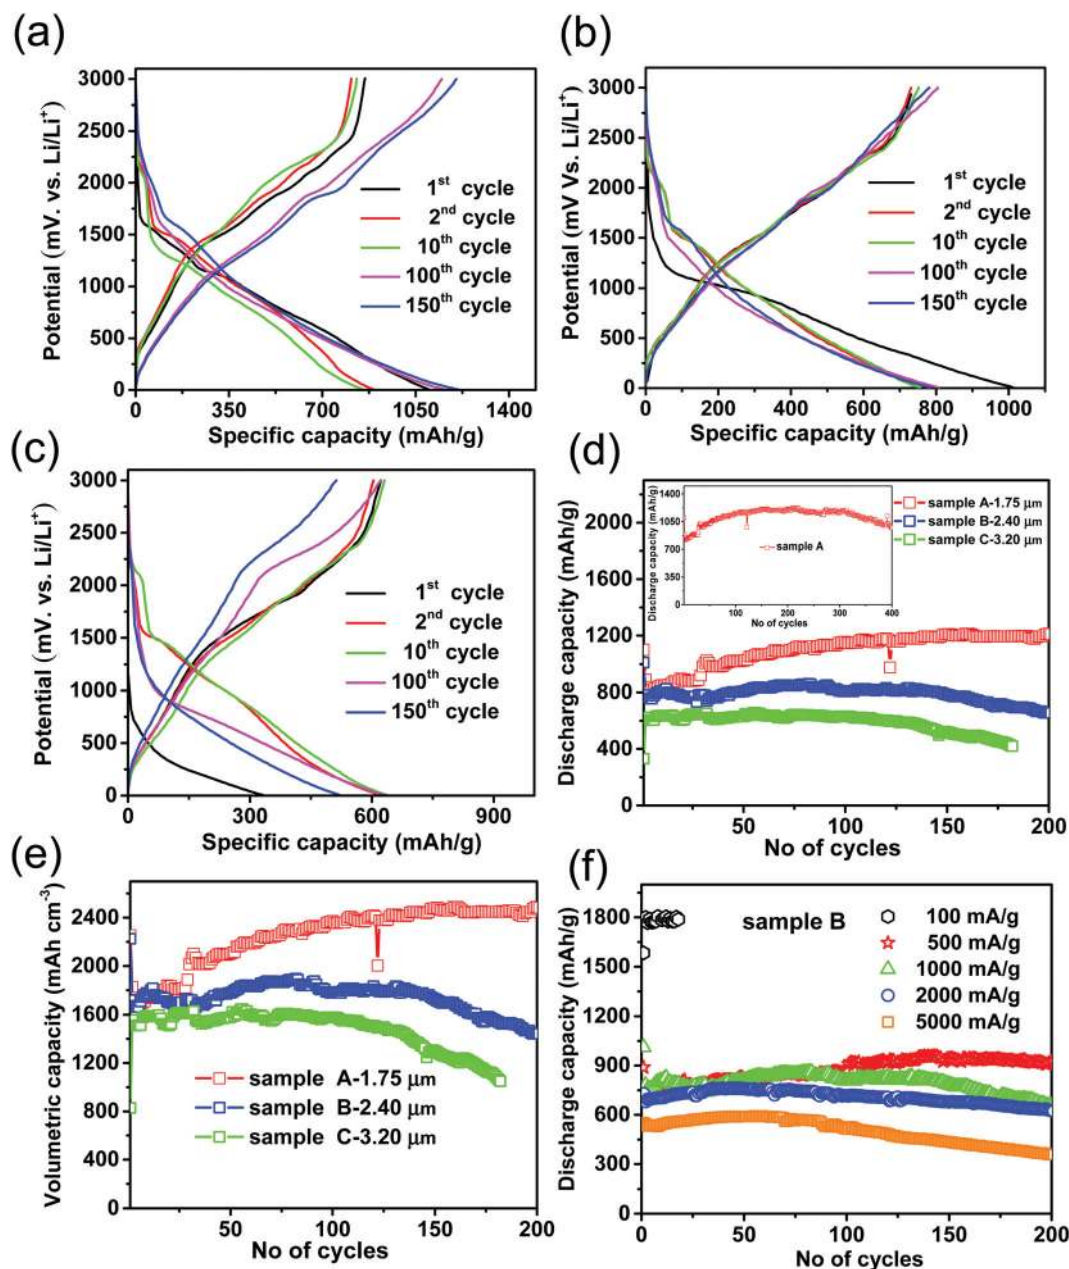 (a)
3000
2500
2000
1500
1000
500
0
Potential (mV. vs. Li/Li⁺)
1ˢᵗ cycle
2ⁿᵈ cycle
10ᵗʰ cycle
100ᵗʰ cycle
150ᵗʰ cycle
0 350 700 1050 1400
Specific capacity (mAh/g)
(b)
3000
2500
2000
1500
1000
500
0
Potential (mV Vs. Li/Li⁺)
1ˢᵗ cycle
2ⁿᵈ cycle
10ᵗʰ cycle
100ᵗʰ cycle
150ᵗʰ cycle
0 200 400 600 800 1000
Specific capacity (mAh/g)
(c)
3000
2500
2000
1500
1000
500
0
Potential (mV. vs. Li/Li⁺)
1ˢᵗ cycle
2ⁿᵈ cycle
10ᵗʰ cycle
100ᵗʰ cycle
150ᵗʰ cycle
0 300 600 900
Specific capacity (mAh/g)
(d)
2000
1600
1200
800
400
0
Discharge capacity (mAh/g)
1400
1050
700
350
0
Discharge capacity (mAh/g)
sample A
100 200 300 400
No of cycles
sample A-1.75 μm
sample B-2.40 μm
sample C-3.20 μm
50 100 150 200
No of cycles
(e)
2400
2000
1600
1200
800
400
0
Volumetric capacity (mAh cm⁻³)
sample A-1.75 μm
sample B-2.40 μm
sample C-3.20 μm
50 100 150 200
No of cycles
(f)
1800
1500
1200
900
600
300
0
Discharge capacity (mAh/g)
sample B
100 mA/g
500 mA/g
1000 mA/g
2000 mA/g
5000 mA/g
0 50 100 150 200
No of cycles